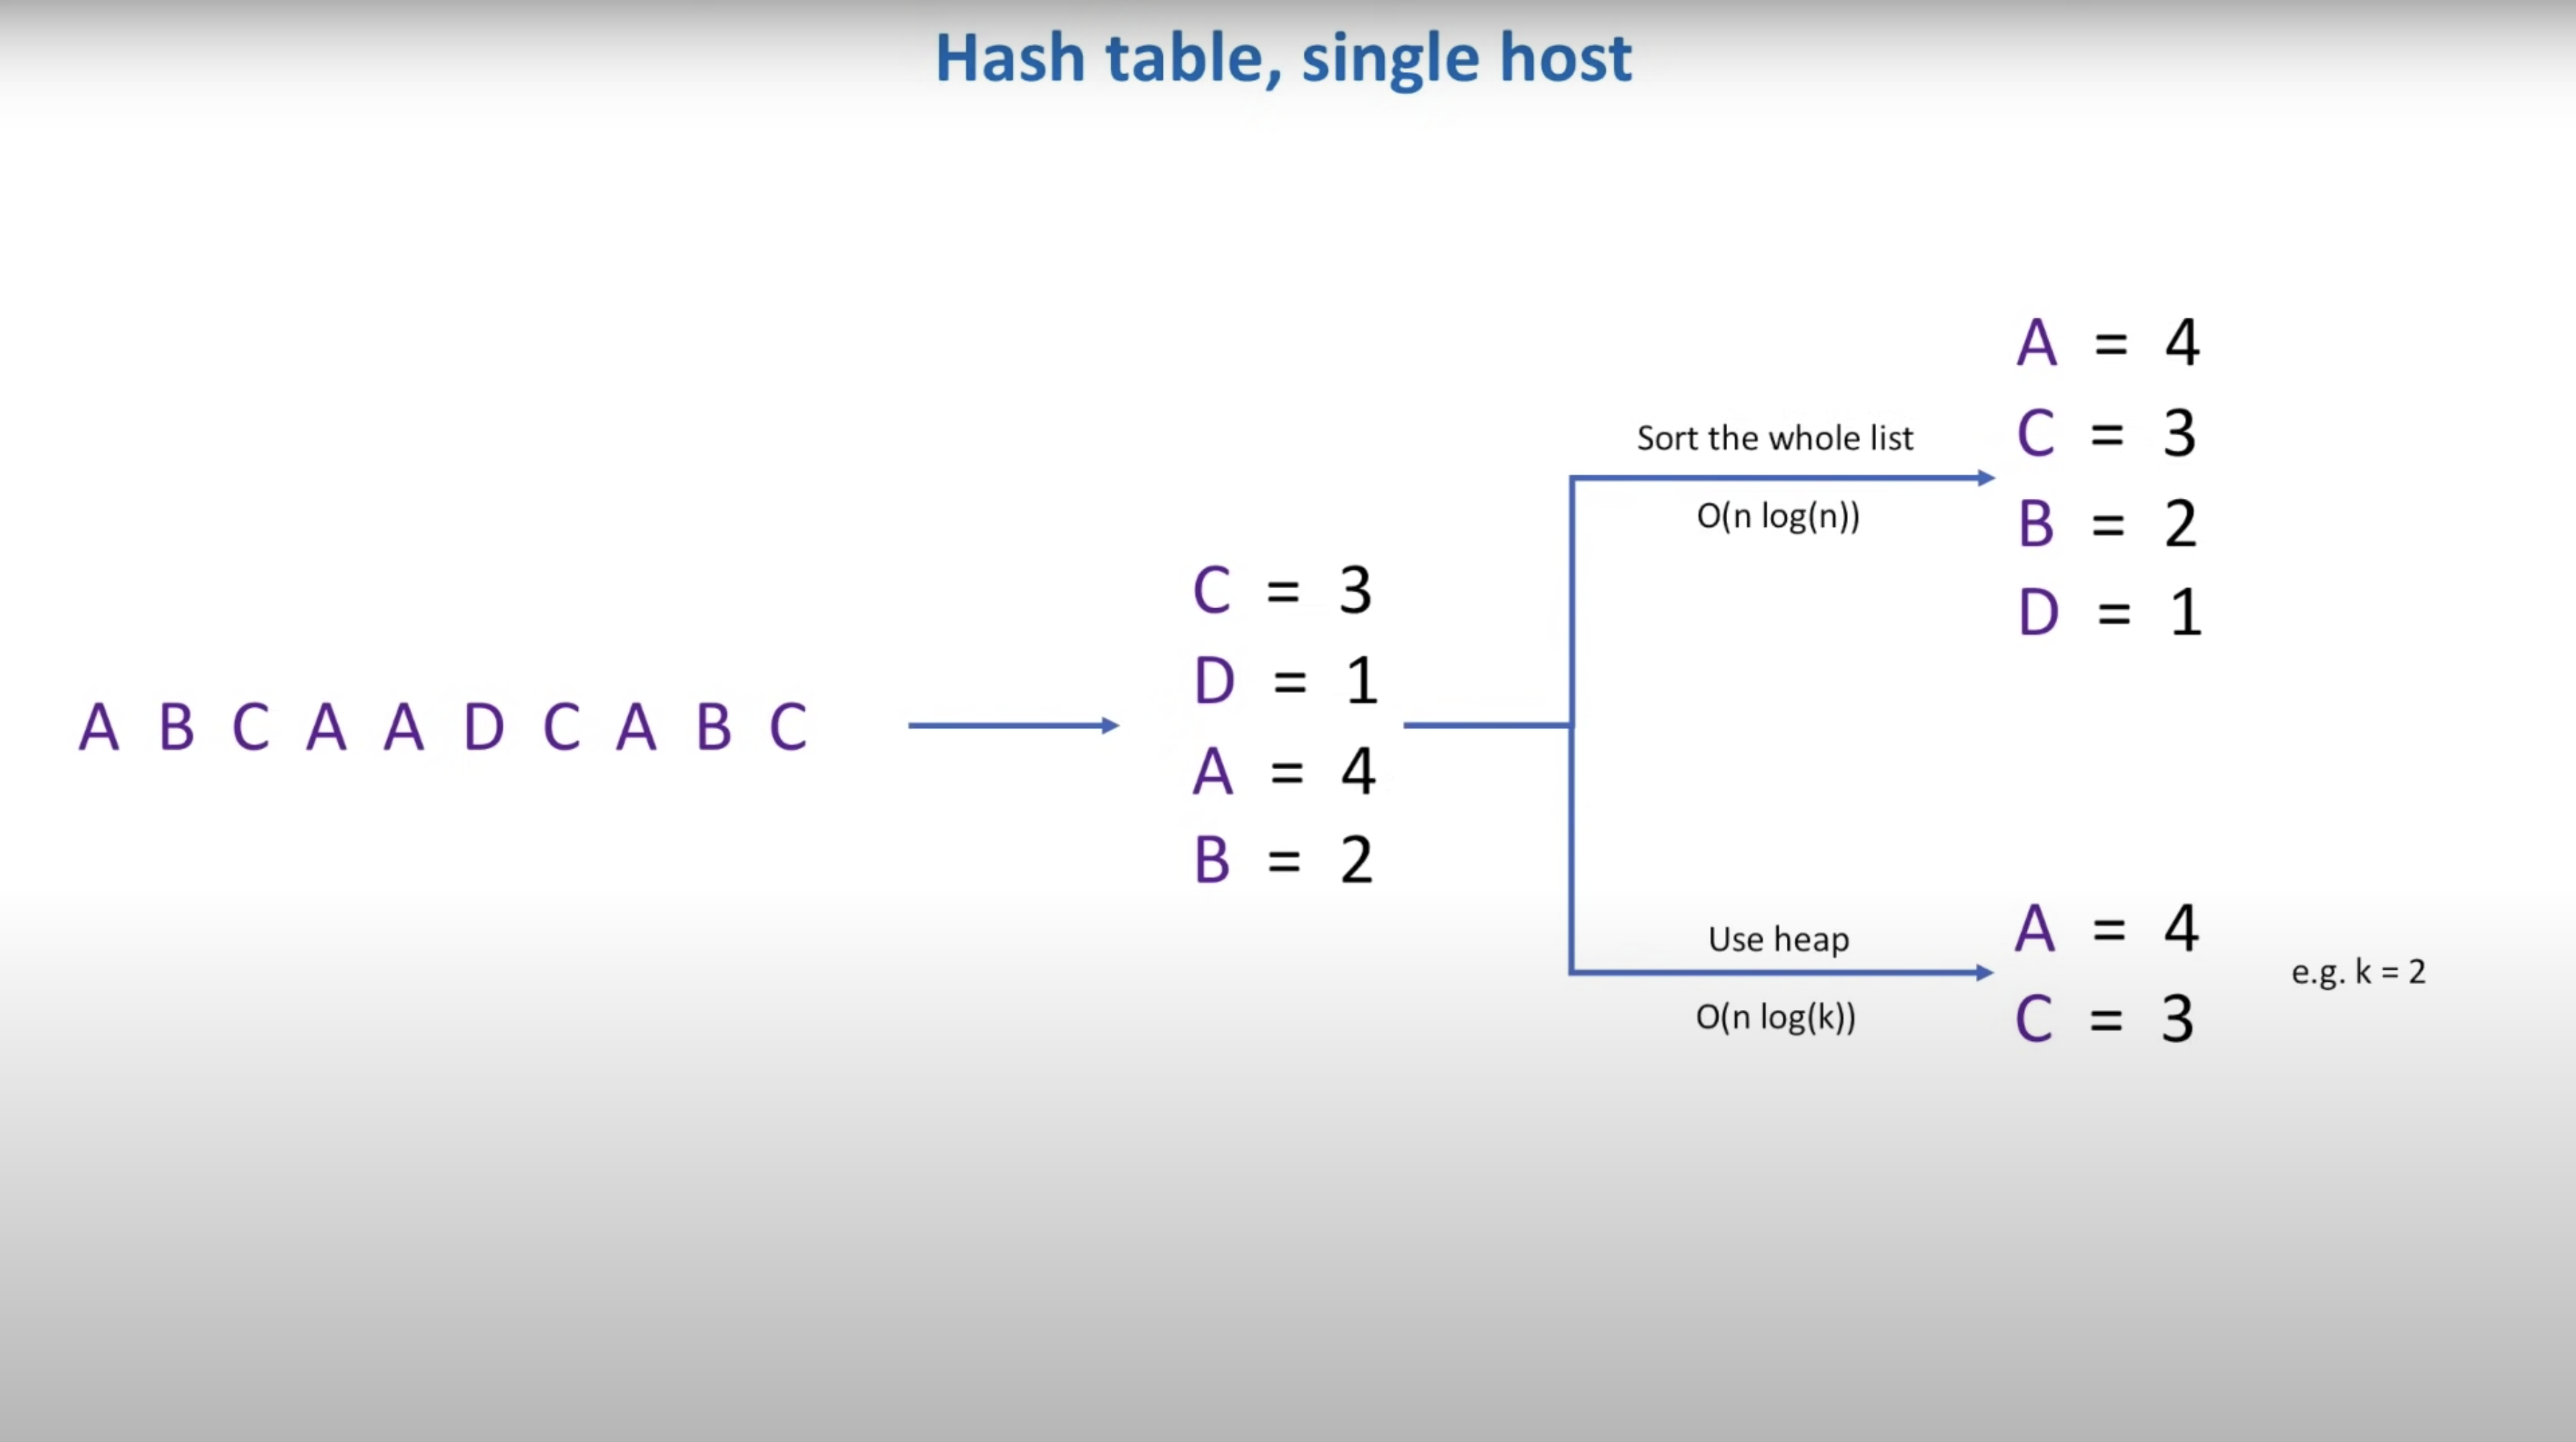 Hash table, single host
A B C A A D C A B C
C = 3
D = 1
A = 4
B = 2
Sort the whole list
O(n log(n))
A = 4
C = 3
B = 2
D = 1
Use heap
O(n log(k))
A = 4
C = 3
e.g. k = 2